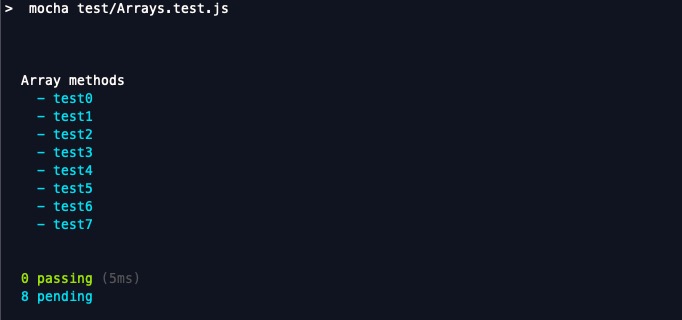 > mocha test/Arrays.test.js
Array methods
- test0
- test1
- test2
- test3
- test4
- test5
- test6
- test7
0 passing (5ms)
8 pending